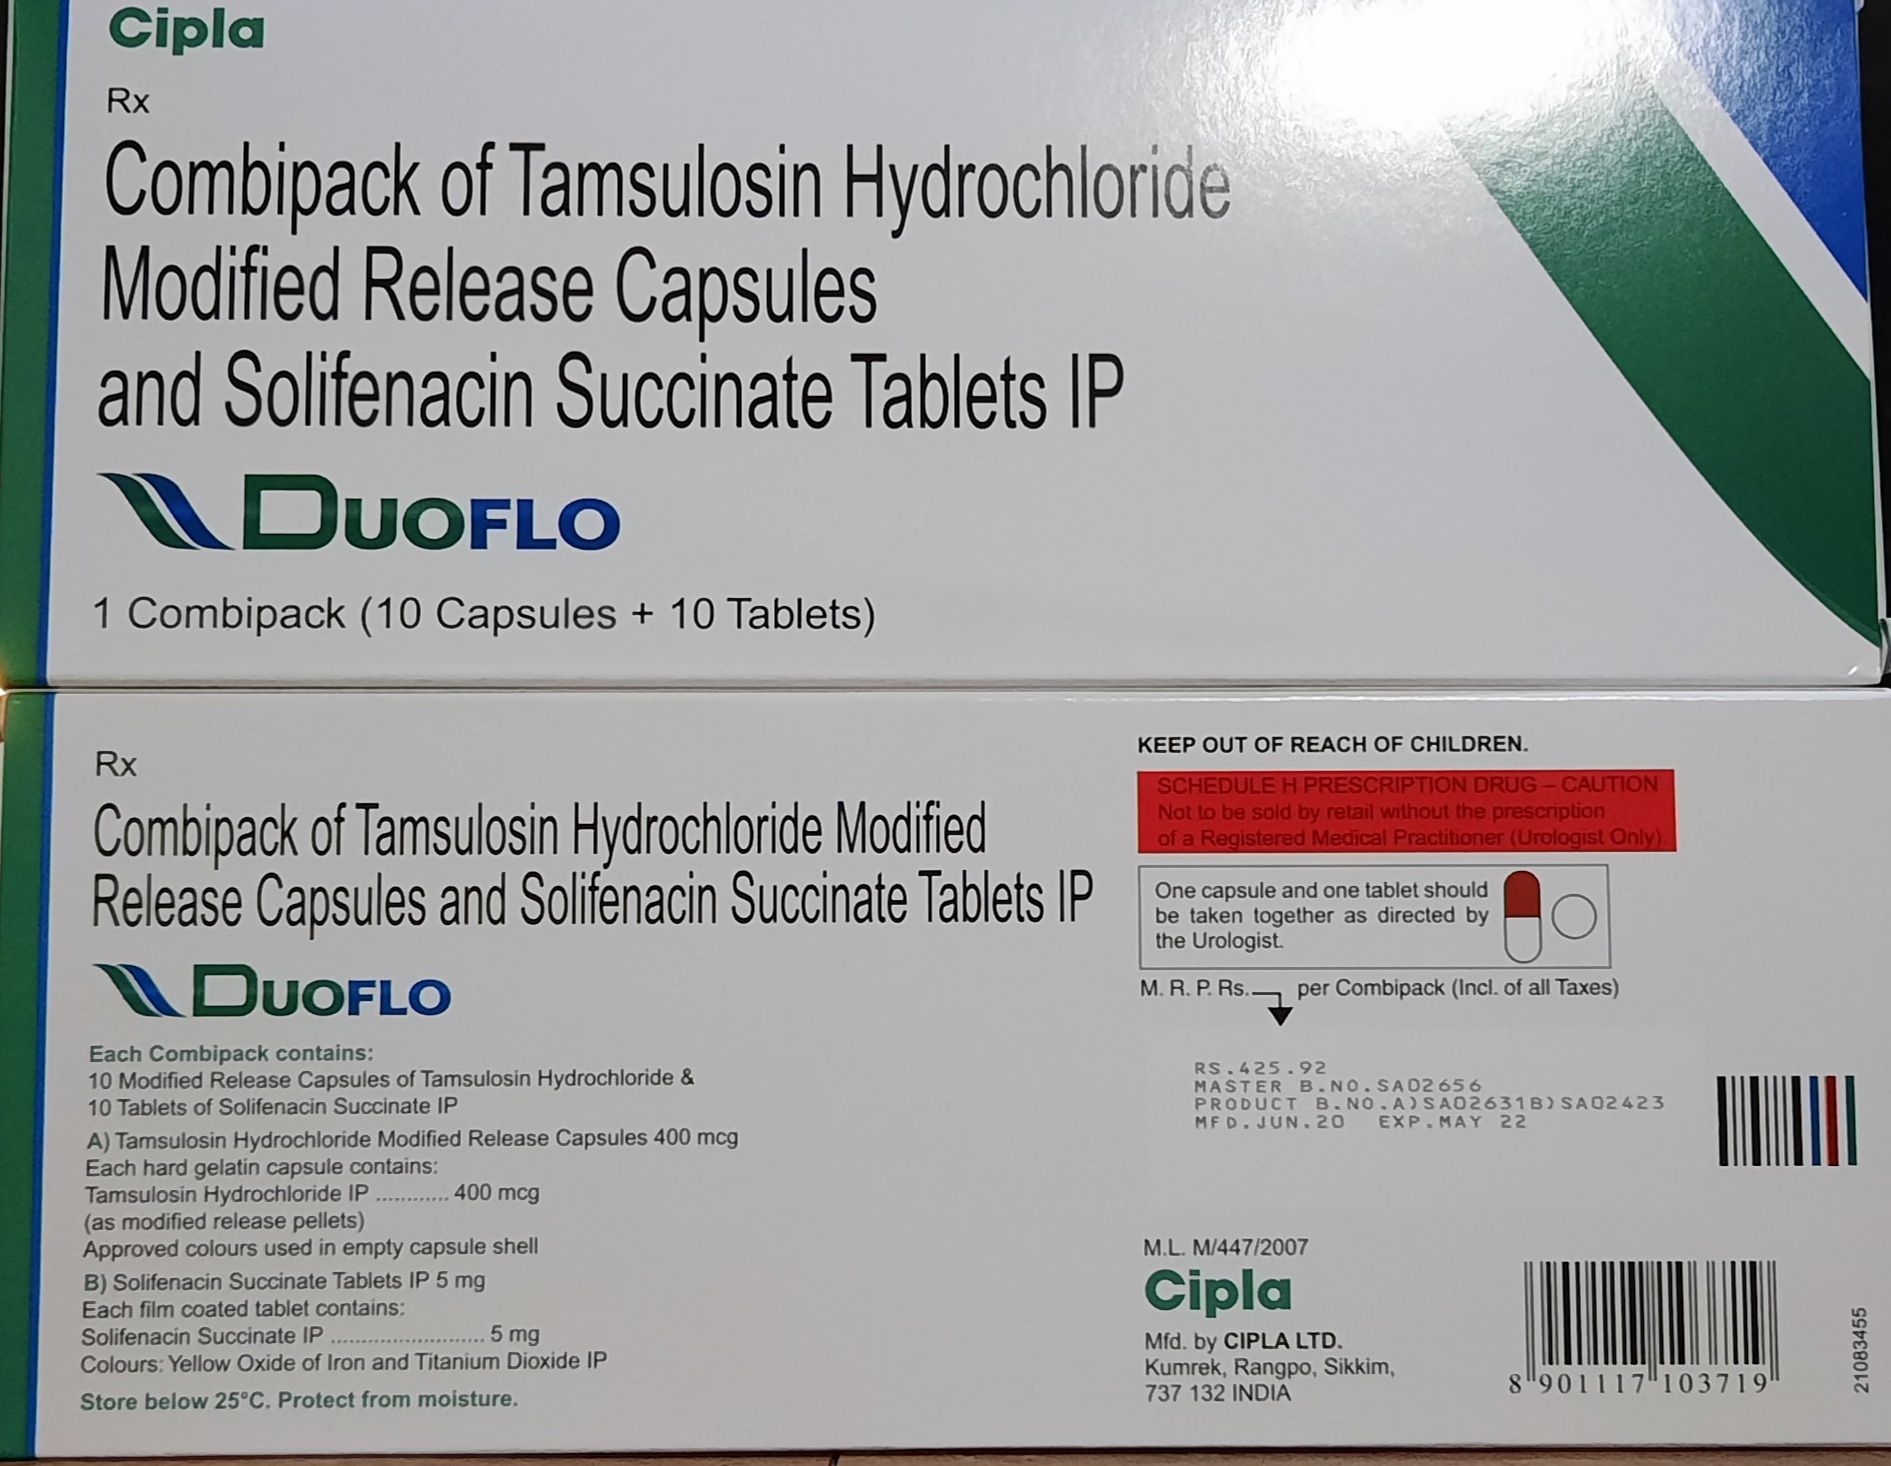 Cipla
Rx
Combipack of Tamsulosin Hydrochloride
Modified Release Capsules
and Solifenacin Succinate Tablets IP
DUOFLO
1 Combipack (10 Capsules + 10 Tablets)
Rx
Combipack of Tamsulosin Hydrochloride Modified
Release Capsules and Solifenacin Succinate Tablets IP
DUOFLO
Each Combipack contains:
10 Modified Release Capsules of Tamsulosin Hydrochloride &
10 Tablets of Solifenacin Succinate IP
A) Tamsulosin Hydrochloride Modified Release Capsules 400 mcg
Each hard gelatin capsule contains:
Tamsulosin Hydrochloride IP ............ 400 mcg
(as modified release pellets)
Approved colours used in empty capsule shell
B) Solifenacin Succinate Tablets IP 5 mg
Each film coated tablet contains:
Solifenacin Succinate IP ......................... 5 mg
Colours: Yellow Oxide of Iron and Titanium Dioxide IP
Store below 25°C. Protect from moisture.
KEEP OUT OF REACH OF CHILDREN.
SCHEDULE H PRESCRIPTION DRUG – CAUTION
Not to be sold by retail without the prescription
of a Registered Medical Practitioner (Urologist Only).
One capsule and one tablet should
be taken together as directed by
the Urologist.
M. R. P. Rs. per Combipack (Incl. of all Taxes)
RS.425.92
MASTER B.NO.SA02656
PRODUCT B.NO.A)SA02631B)SA02423
MFD.JUN.20 EXP.MAY 22
M.L. M/447/2007
Cipla
Mfd. by CIPLA LTD.
Kumrek, Rangpo, Sikkim,
737 132 INDIA
8 901117 103719
21083455